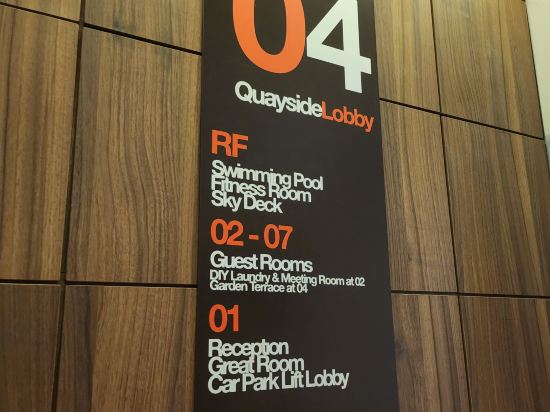 04
QuaysideLobby
RF
Swimming Pool
Fitness Room
Sky Deck
02 - 07
Guest Rooms
DIY Laundry & Meeting Room at 02
Garden Terrace at 04
01
Reception
Great Room
Car Park Lift Lobby